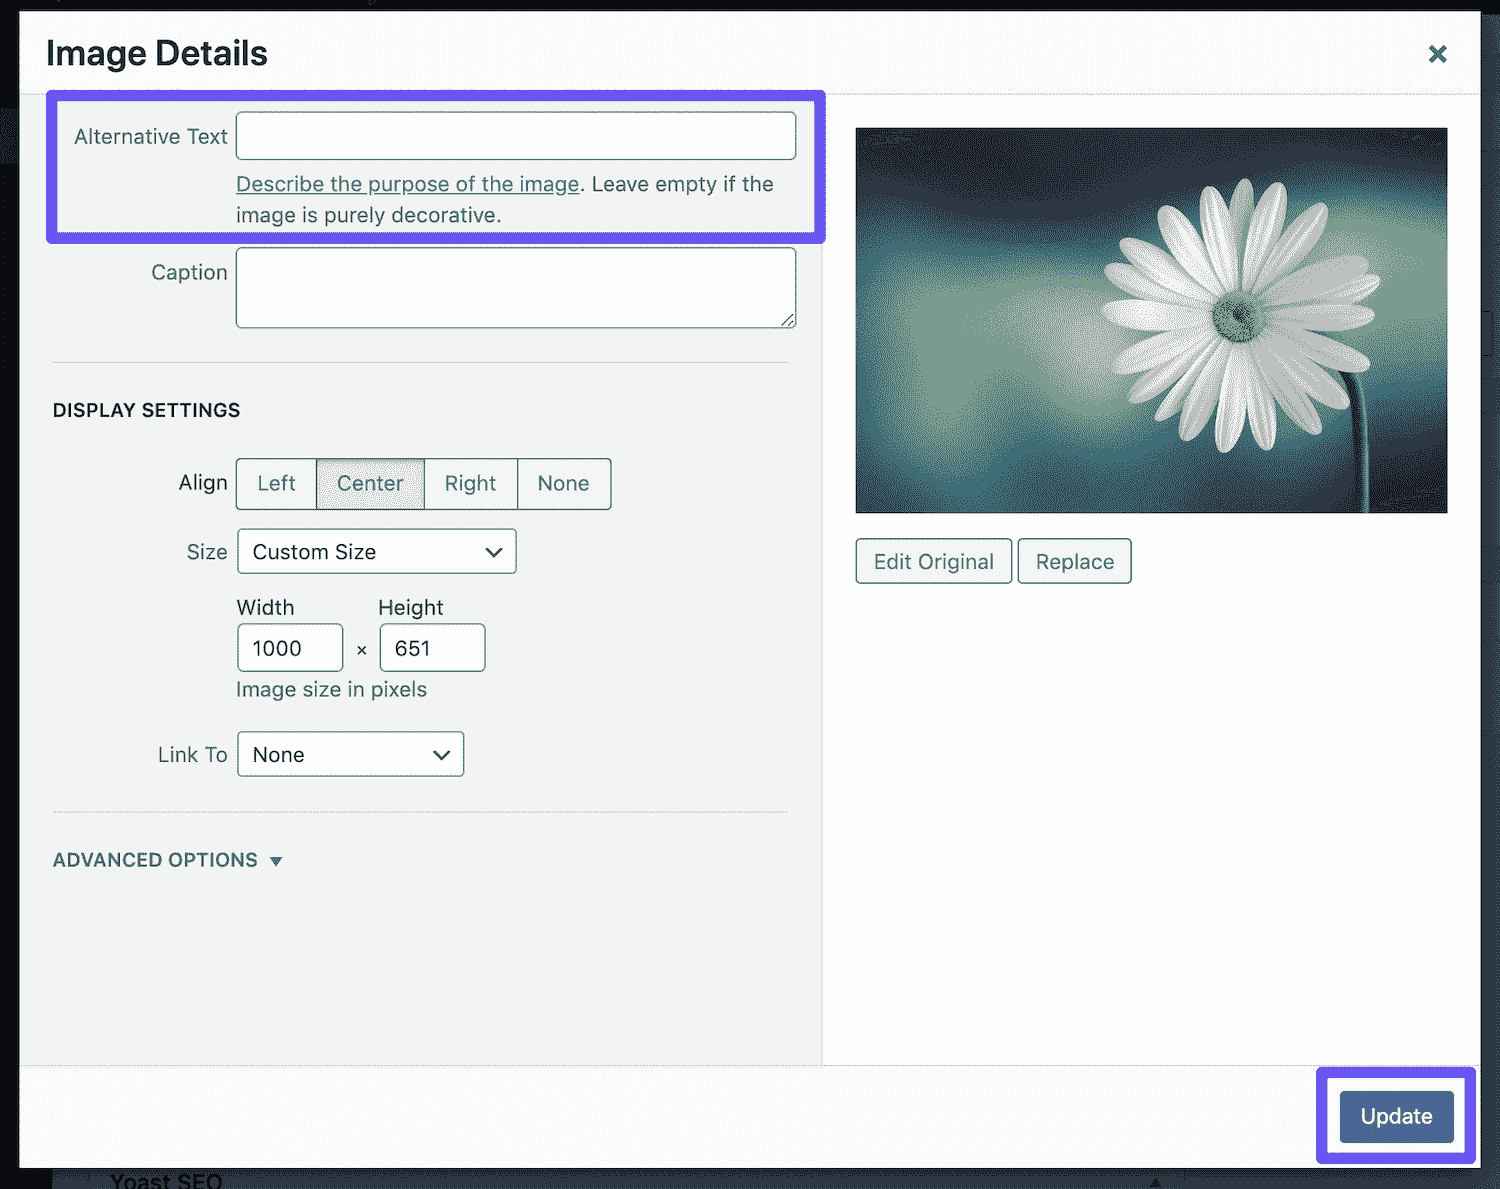 Image Details
×
Alternative Text
Describe the purpose of the image. Leave empty if the
image is purely decorative.
Caption
DISPLAY SETTINGS
Align Left Center Right None
Size Custom Size
Width Height
1000 × 651
Image size in pixels
Link To None
ADVANCED OPTIONS
Edit Original Replace
Update
Yoast SEO